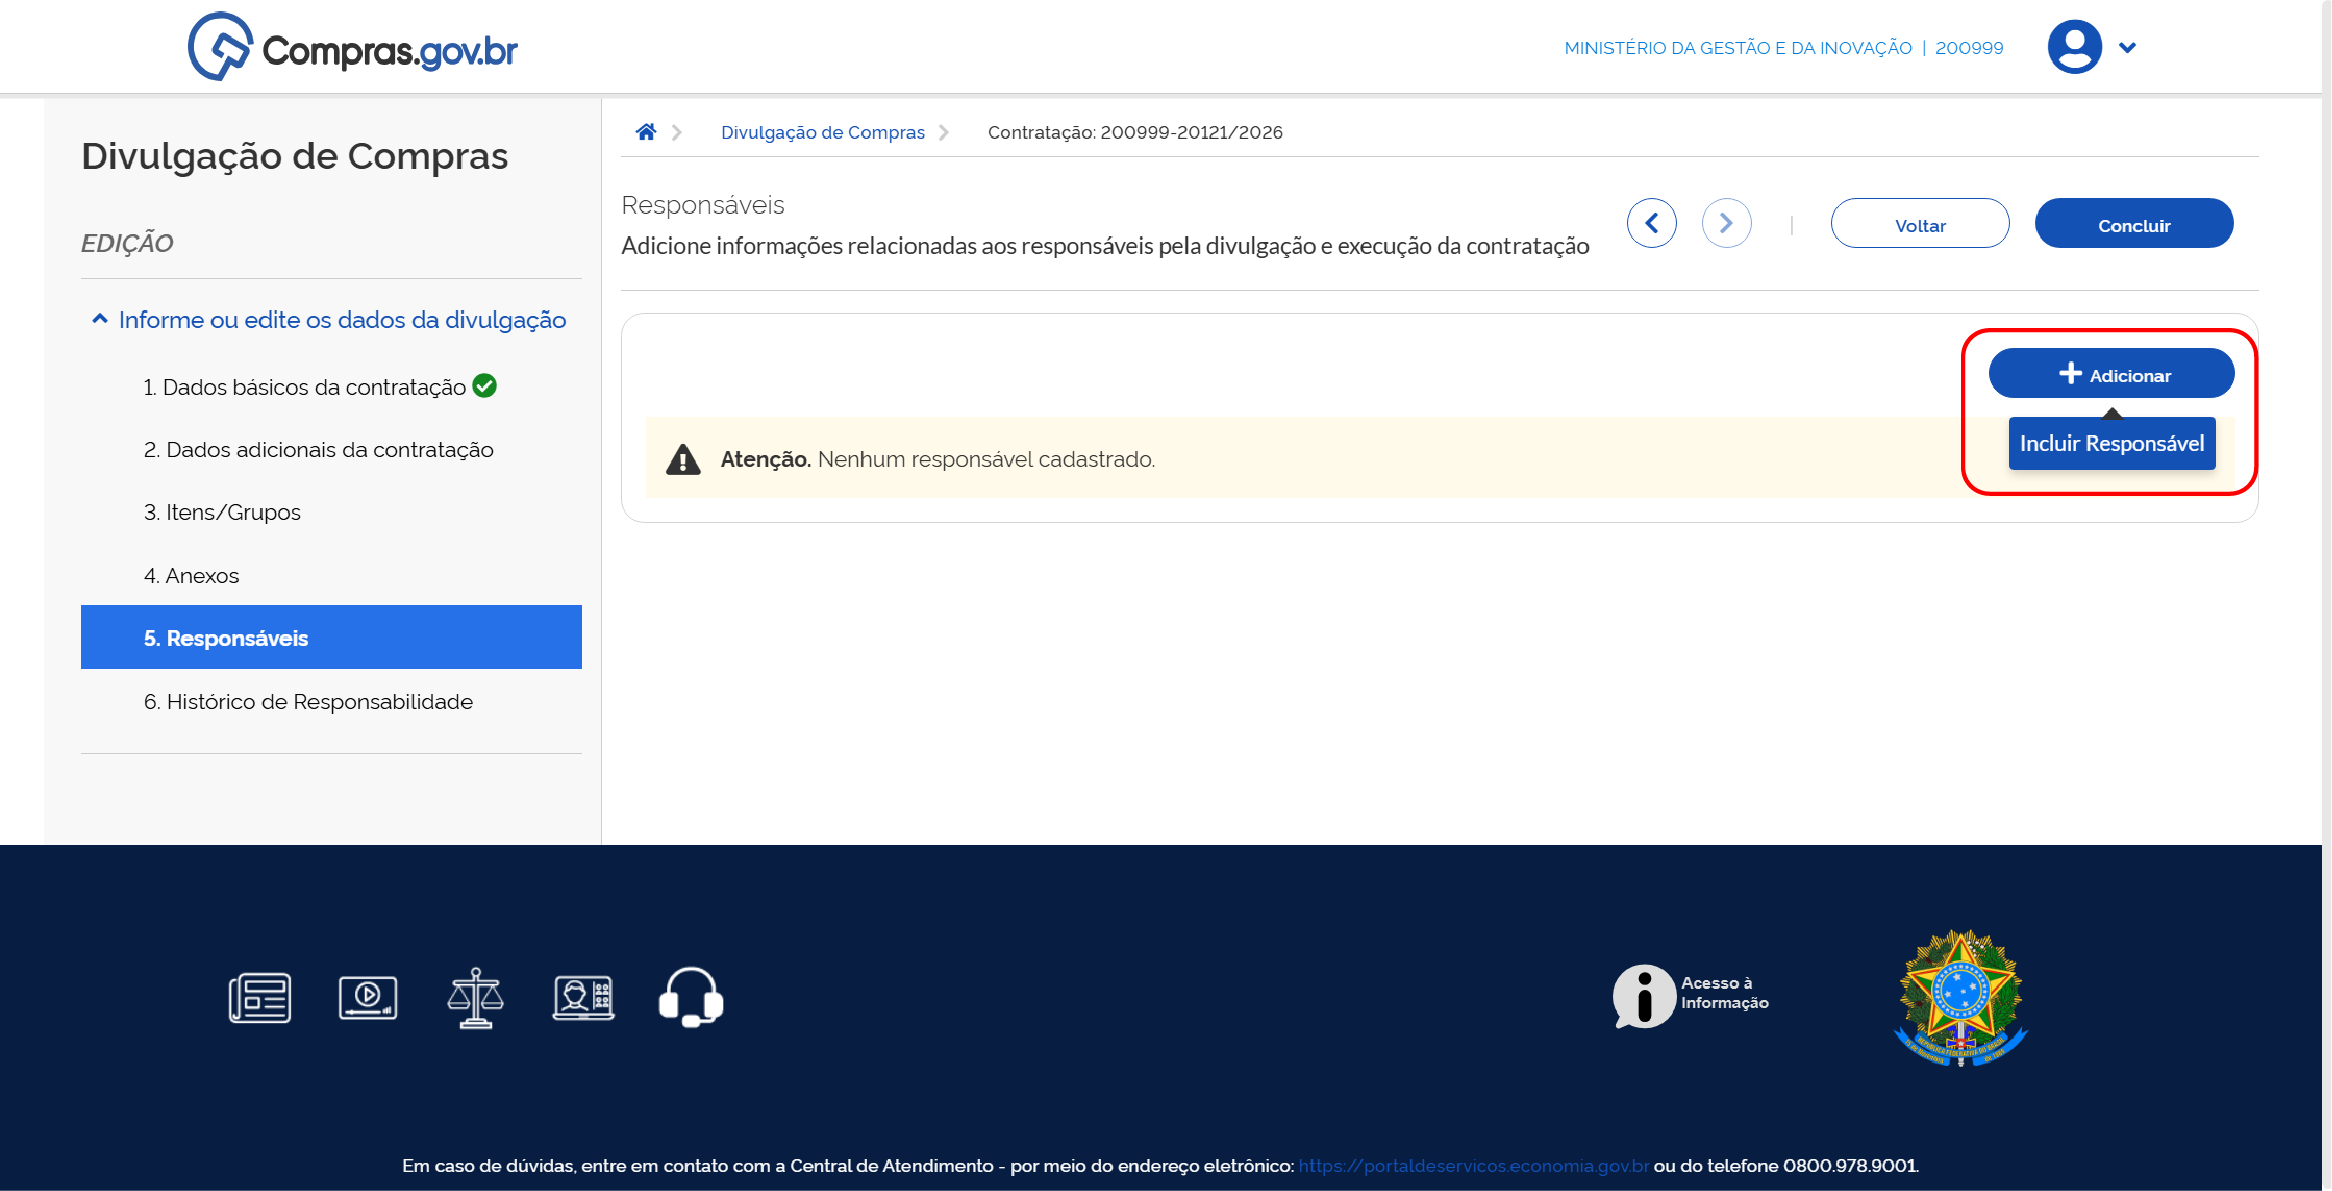 Compras.gov.br
MINISTÉRIO DA GESTÃO E DA INOVAÇÃO | 200999
Divulgação de Compras
EDIÇÃO
Informe ou edite os dados da divulgação
1. Dados básicos da contratação
2. Dados adicionais da contratação
3. Itens/Grupos
4. Anexos
5. Responsáveis
6. Histórico de Responsabilidade
Divulgação de Compras
Contratação: 200999-20121/2026
Responsáveis
Adicione informações relacionadas aos responsáveis pela divulgação e execução da contratação
Voltar
Concluir
Adicionar
Incluir Responsável
Atenção. Nenhum responsável cadastrado.
Acesso à
Informação
Em caso de dúvidas, entre em contato com a Central de Atendimento - por meio do endereço eletrônico: https://portaldeservicos.economia.gov.br ou do telefone 0800.978.9001.